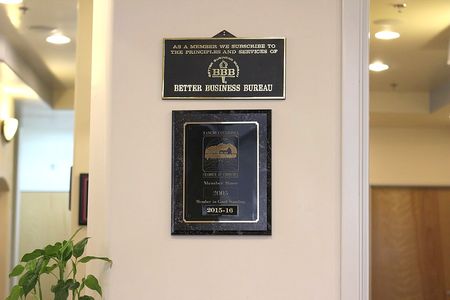 AS A MEMBER WE SUBSCRIBE TO
THE PRINCIPLES AND SERVICES OF
BBB
BETTER BUSINESS BUREAU
Member Since
2005
Member in Good Standing
2015-16